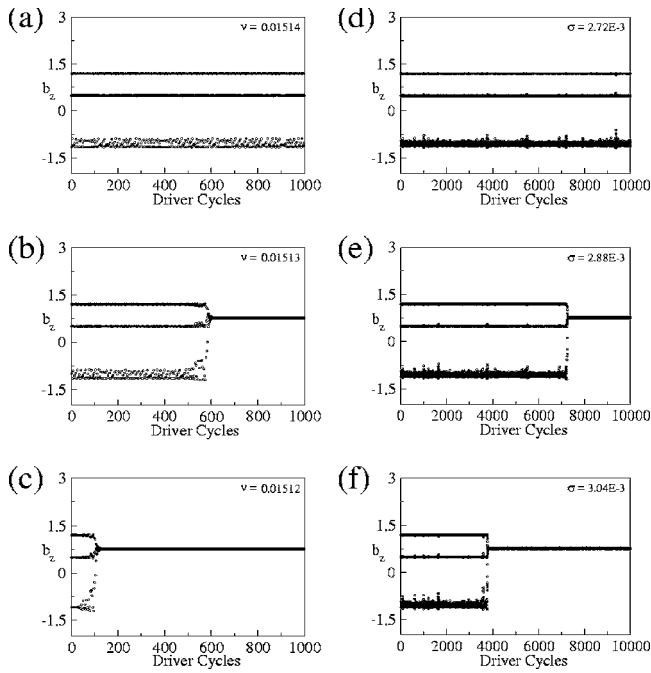 (a)
ν = 0.01514
3
1.5
b_z
0
-1.5
0 200 400 600 800 1000
Driver Cycles
(d)
σ = 2.72E-3
3
1.5
b_z
0
-1.5
0 2000 4000 6000 8000 10000
Driver Cycles
(b)
ν = 0.01513
3
1.5
b_z
0
-1.5
0 200 400 600 800 1000
Driver Cycles
(e)
σ = 2.88E-3
3
1.5
b_z
0
-1.5
0 2000 4000 6000 8000 10000
Driver Cycles
(c)
ν = 0.01512
3
1.5
b_z
0
-1.5
0 200 400 600 800 1000
Driver Cycles
(f)
σ = 3.04E-3
3
1.5
b_z
0
-1.5
0 2000 4000 6000 8000 10000
Driver Cycles